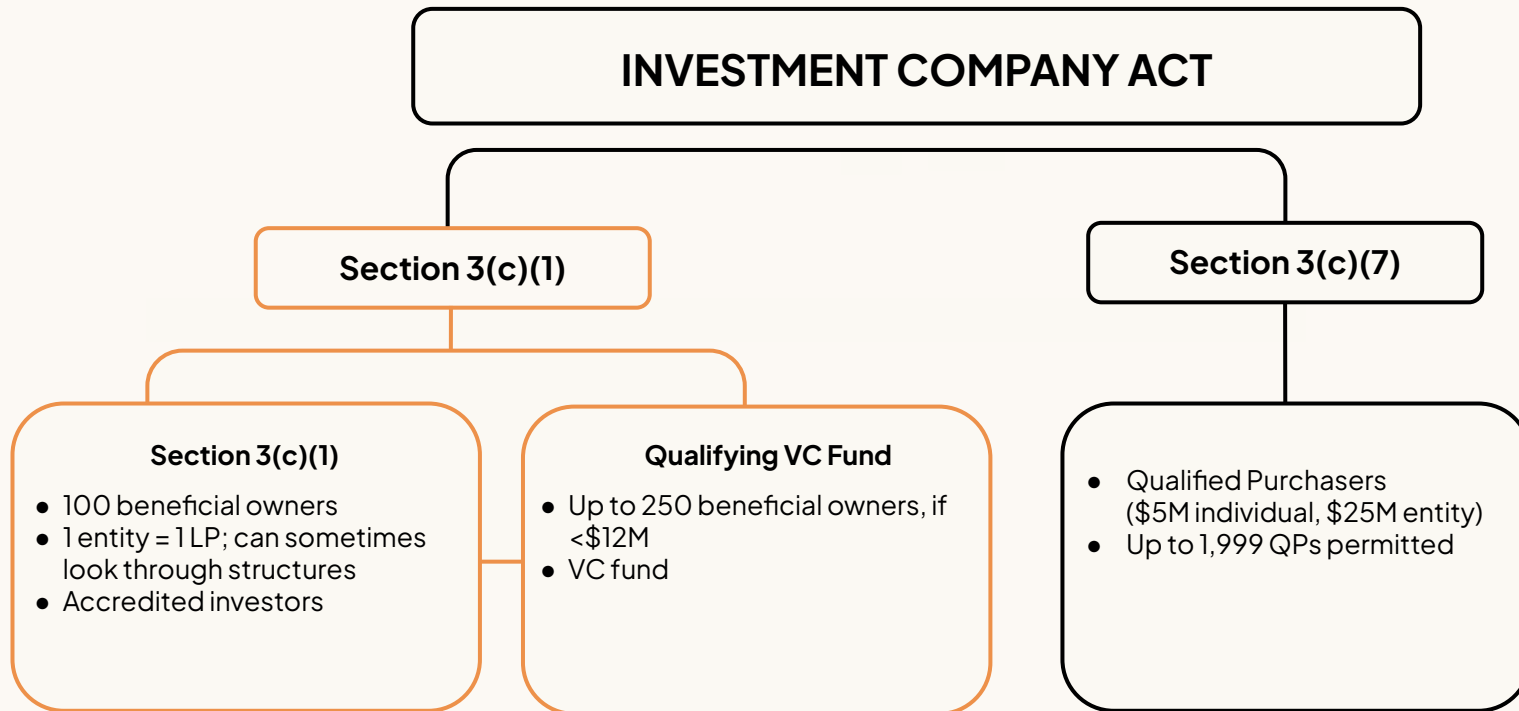 INVESTMENT COMPANY ACT
Section 3(c)(1)
Section 3(c)(7)
Section 3(c)(1)
● 100 beneficial owners
● 1 entity = 1 LP; can sometimes
look through structures
● Accredited investors
Qualifying VC Fund
● Up to 250 beneficial owners, if
<$12M
● VC fund
● Qualified Purchasers
($5M individual, $25M entity)
● Up to 1,999 QPs permitted